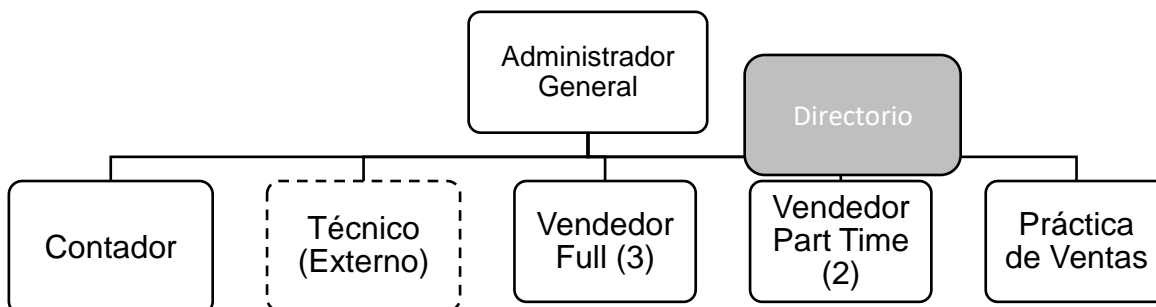 Administrador
General
Directorio
Contador
Técnico
(Externo)
Vendedor
Full (3)
Vendedor
Part Time
(2)
Práctica
de Ventas